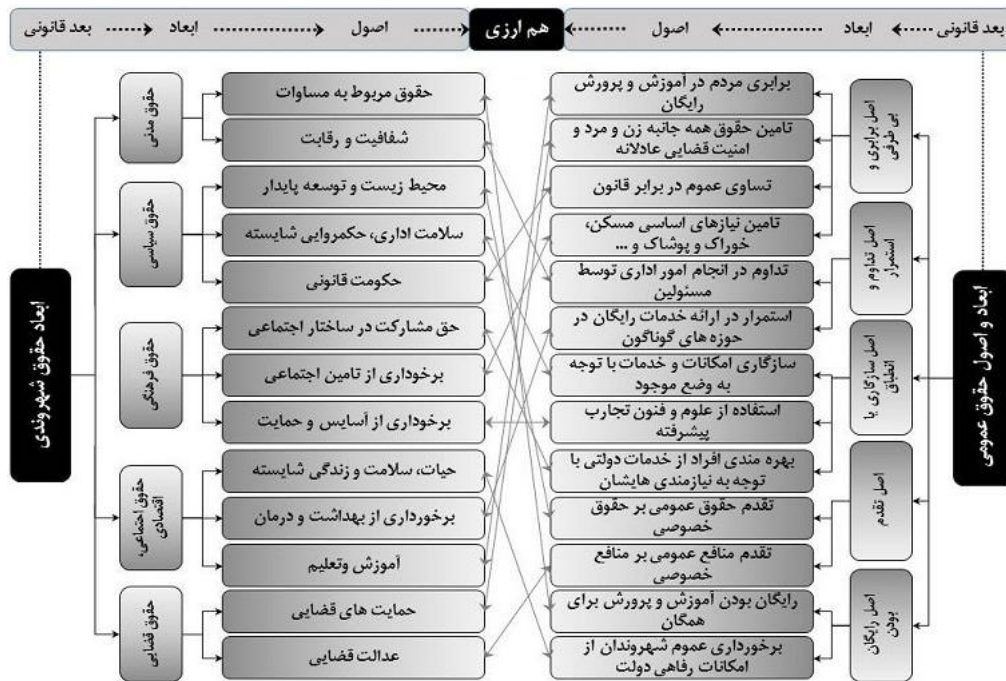 بعد قانونی ابعاد اصول هم ارزی اصول ابعاد بعد قانونی
ابعاد و اصول حقوق عمومی
اصل برابری و
بی طرفی
اصل تداوم و
استمرار
اصل سازگاری یا
انطباق
اصل تقدم
اصل رایگان
بودن
برابری مردم در آموزش و پرورش
رایگان
تامین حقوق همه جانبه زن و مرد و
امنیت قضایی عادلانه
تساوی عموم در برابر قانون
تامین نیازهای اساسی مسکن،
خوراک و پوشاک و ...
تداوم در انجام امور اداری توسط
مسئولین
استمرار در ارائه خدمات رایگان در
حوزه های گوناگون
سازگاری امکانات و خدمات با توجه
به وضع موجود
استفاده از علوم و فنون تجارب
پیشرفته
بهره مندی افراد از خدمات دولتی با
توجه به نیازمندی هایشان
تقدم حقوق عمومی بر حقوق
خصوصی
تقدم منافع عمومی بر منافع
خصوصی
رایگان بودن آموزش و پرورش برای
همگان
برخورداری عموم شهروندان از
امکانات رفاهی دولت
حقوق مربوط به مساوات
شفافیت و رقابت
محیط زیست و توسعه پایدار
سلامت اداری، حکمروایی شایسته
حکومت قانونی
حق مشارکت در ساختار اجتماعی
برخوداری از تامین اجتماعی
برخورداری از آسایس و حمایت
حیات، سلامت و زندگی شایسته
برخورداری از بهداشت و درمان
آموزش وتعلیم
حمایت های قضایی
عدالت قضایی
حقوق مدنی
حقوق سیاسی
حقوق فرهنگی
حقوق اجتماعی،
اقتصادی
حقوق قضایی
ابعاد حقوق شهروندی